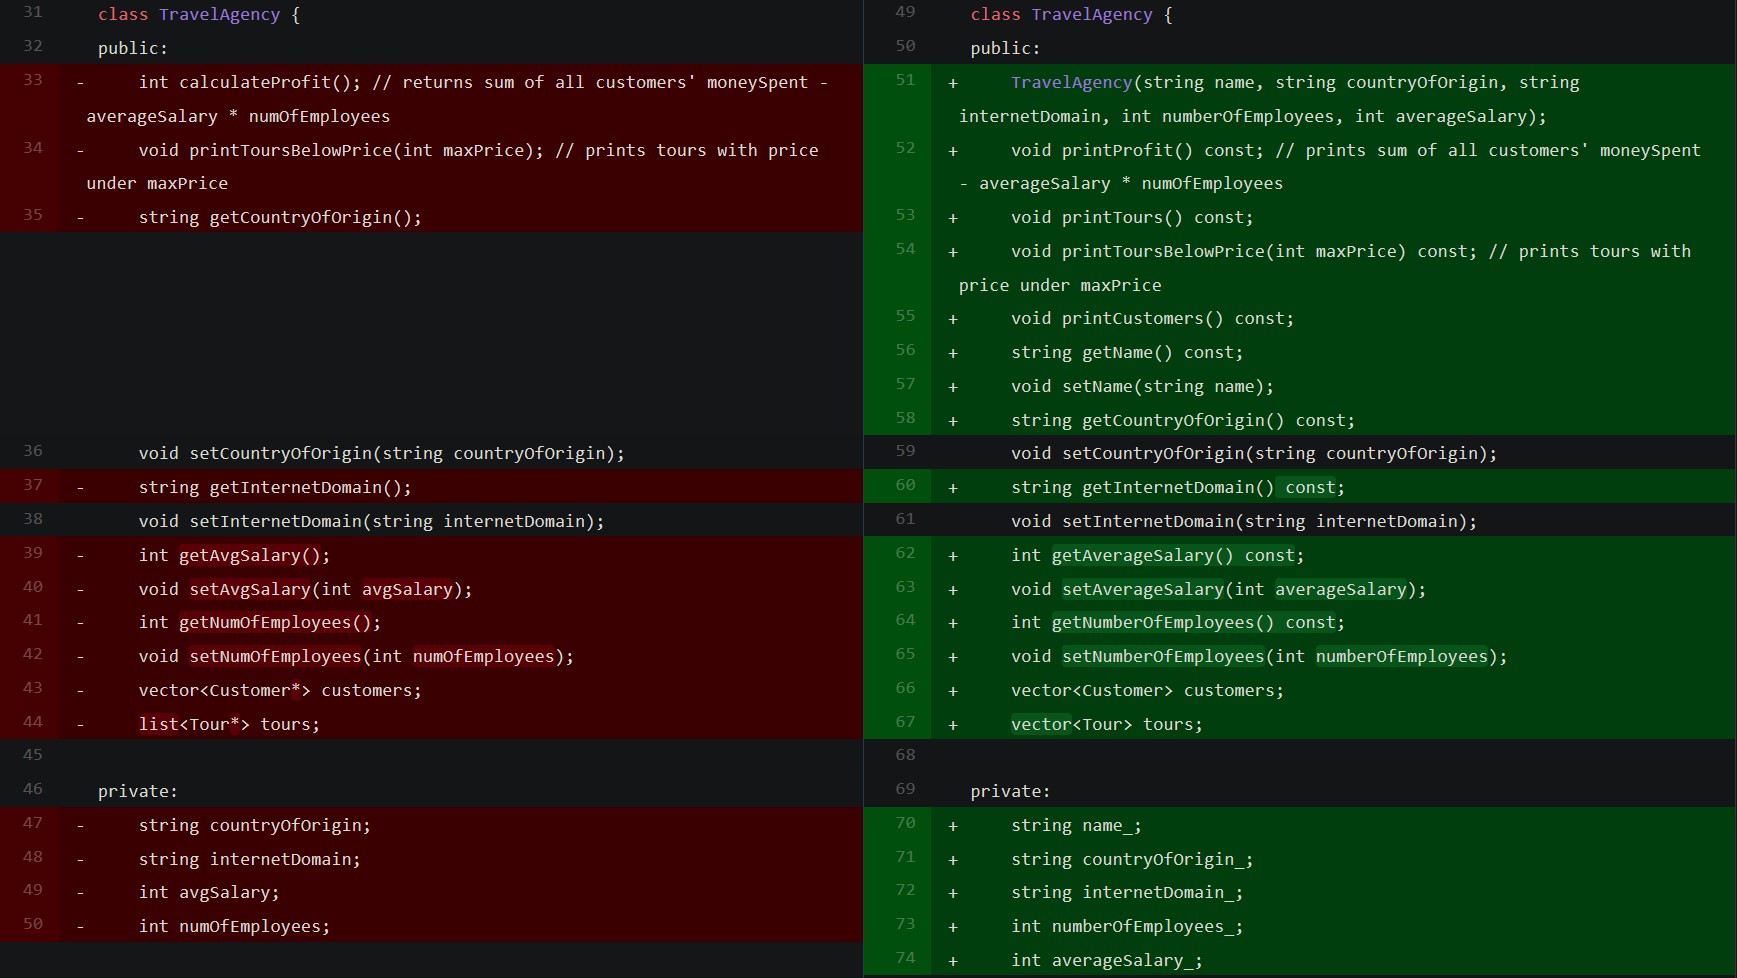 31 class TravelAgency {
32 public:
33 - int calculateProfit(); // returns sum of all customers' moneySpent -
averageSalary * numOfEmployees
34 - void printToursBelowPrice(int maxPrice); // prints tours with price
under maxPrice
35 - string getCountryOfOrigin();
36 void setCountryOfOrigin(string countryOfOrigin);
37 - string getInternetDomain();
38 void setInternetDomain(string internetDomain);
39 - int getAvgSalary();
40 - void setAvgSalary(int avgSalary);
41 - int getNumOfEmployees();
42 - void setNumOfEmployees(int numOfEmployees);
43 - vector<Customer*> customers;
44 - list<Tour*> tours;
45
46 private:
47 - string countryOfOrigin;
48 - string internetDomain;
49 - int avgSalary;
50 - int numOfEmployees;
49 class TravelAgency {
50 public:
51 + TravelAgency(string name, string countryOfOrigin, string
internetDomain, int numberOfEmployees, int averageSalary);
52 + void printProfit() const; // prints sum of all customers' moneySpent
- averageSalary * numOfEmployees
53 + void printTours() const;
54 + void printToursBelowPrice(int maxPrice) const; // prints tours with
price under maxPrice
55 + void printCustomers() const;
56 + string getName() const;
57 + void setName(string name);
58 + string getCountryOfOrigin() const;
59 void setCountryOfOrigin(string countryOfOrigin);
60 + string getInternetDomain() const;
61 void setInternetDomain(string internetDomain);
62 + int getAverageSalary() const;
63 + void setAverageSalary(int averageSalary);
64 + int getNumberOfEmployees() const;
65 + void setNumberOfEmployees(int numberOfEmployees);
66 + vector<Customer> customers;
67 + vector<Tour> tours;
68
69 private:
70 + string name_;
71 + string countryOfOrigin_;
72 + string internetDomain_;
73 + int numberOfEmployees_;
74 + int averageSalary_;